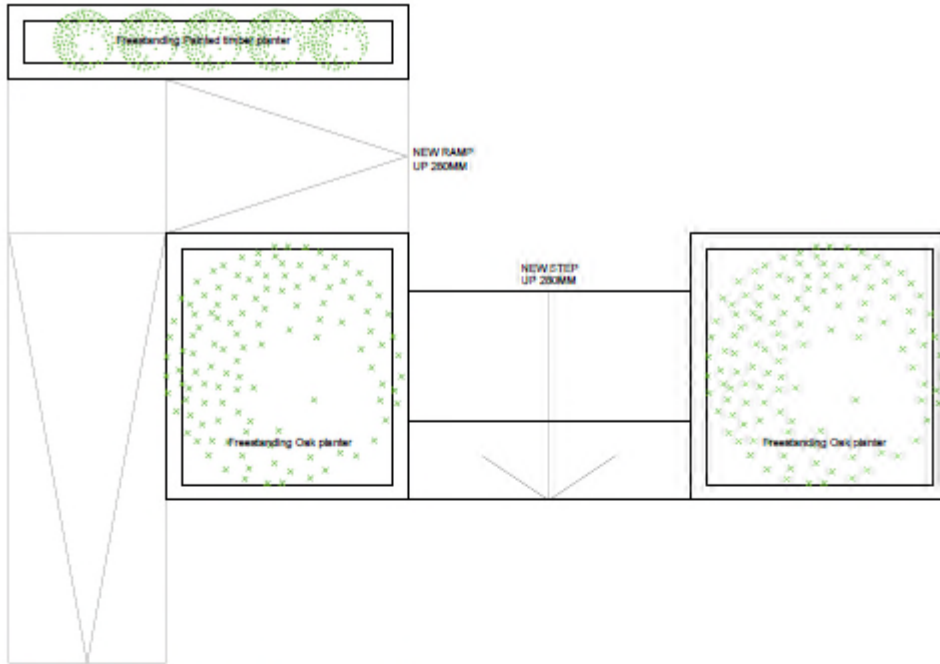 Freestanding Painted timber planter
NEW RAMP
UP 280MM
NEW STEP
UP 280MM
Freestanding Oak planter
Freestanding Oak planter